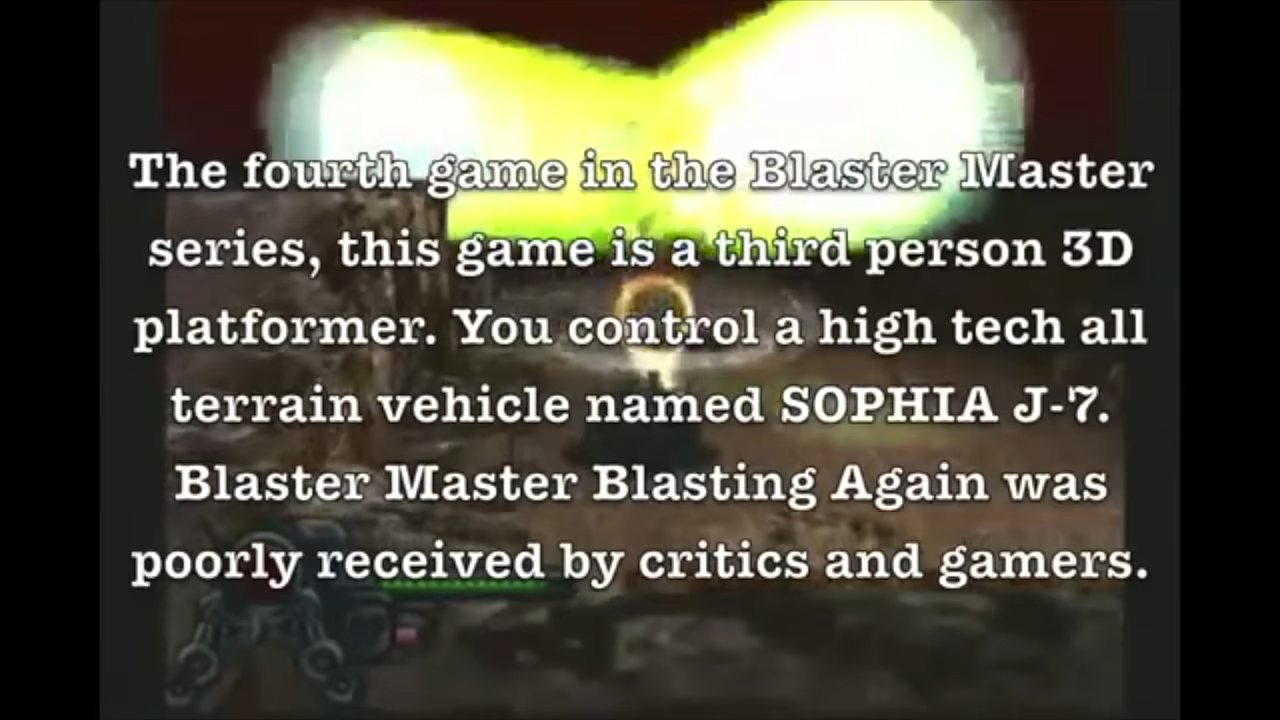 The fourth game in the Blaster Master
series, this game is a third person 3D
platformer. You control a high tech all
terrain vehicle named SOPHIA J-7.
Blaster Master Blasting Again was
poorly received by critics and gamers.